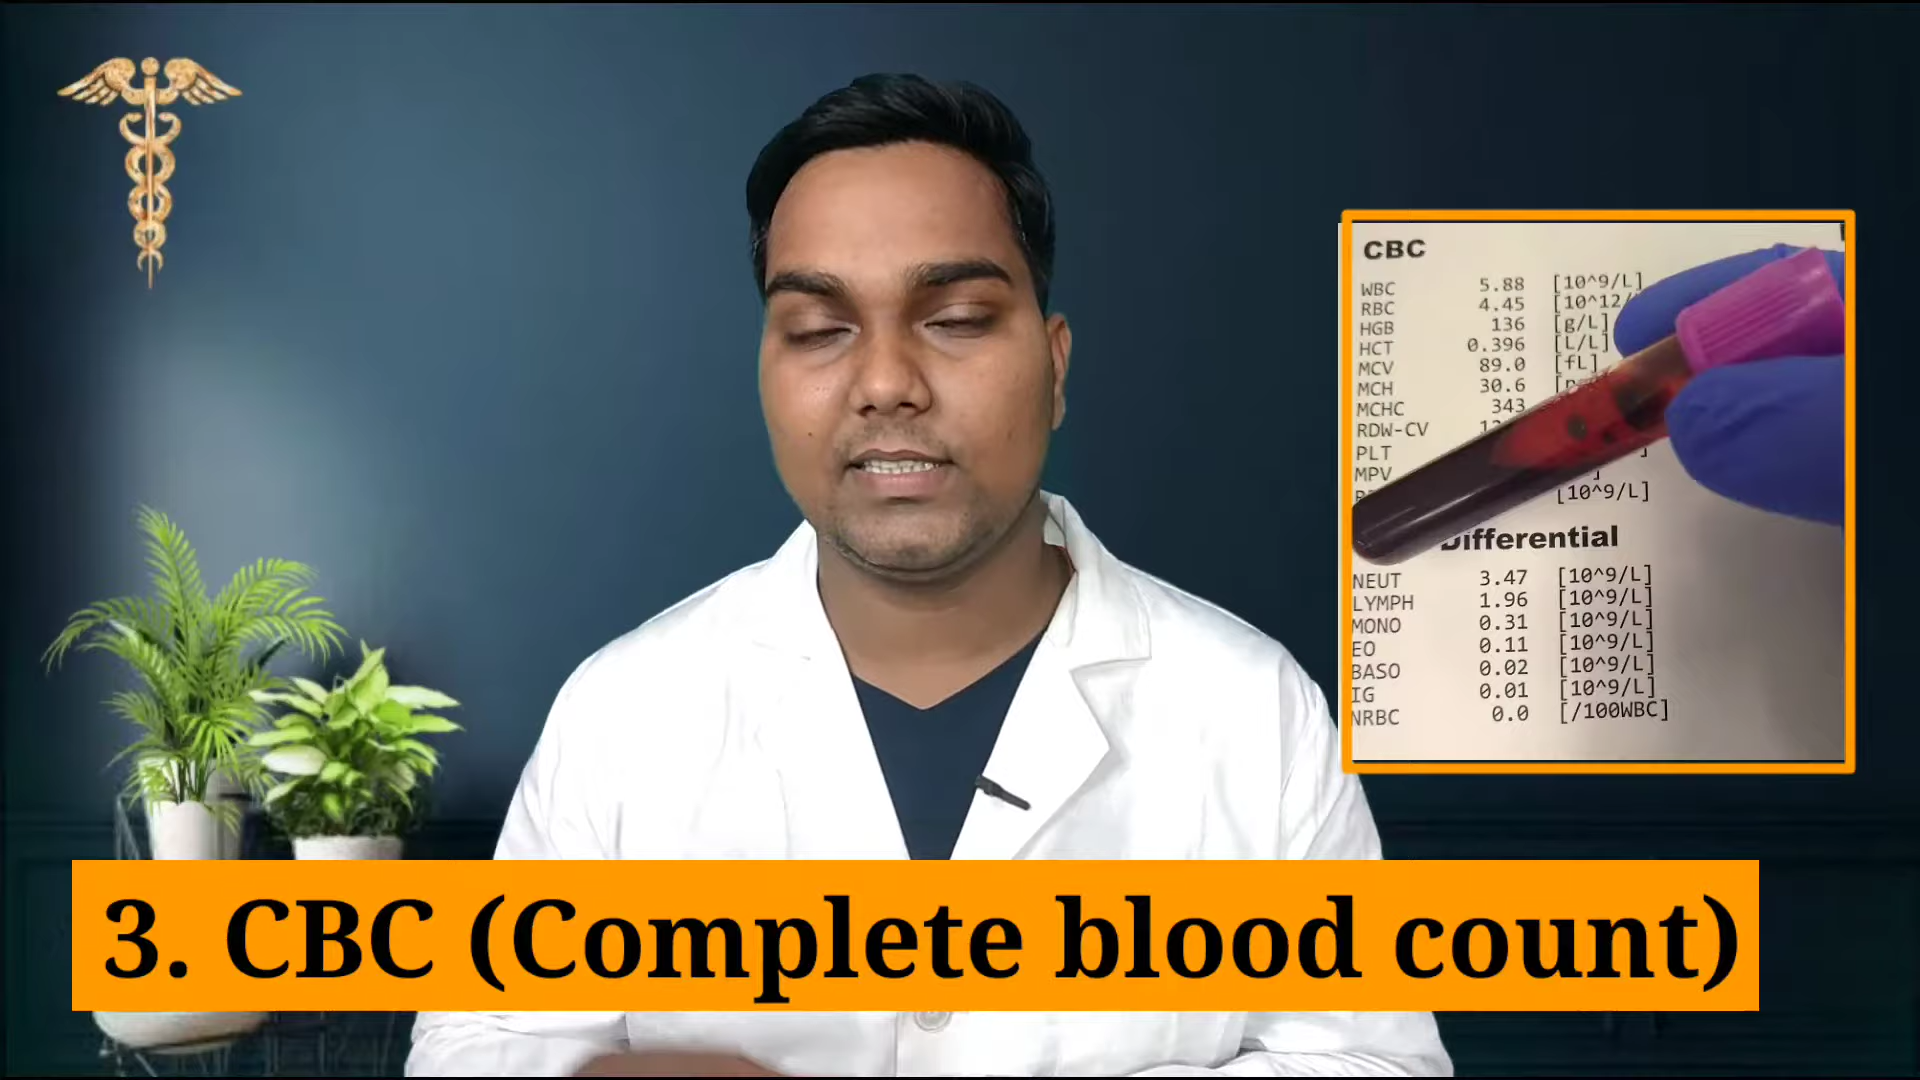 CBC
WBC 5.88 [10^9/L]
RBC 4.45 [10^12/
HGB 136 [g/L]
HCT 0.396 [L/L]
MCV 89.0 [fL]
MCH 30.6
MCHC 343
RDW-CV
PLT
MPV
[10^9/L]
Differential
NEUT 3.47 [10^9/L]
LYMPH 1.96 [10^9/L]
MONO 0.31 [10^9/L]
EO 0.11 [10^9/L]
BASO 0.02 [10^9/L]
IG 0.01 [10^9/L]
NRBC 0.0 [/100WBC]
3. CBC (Complete blood count)